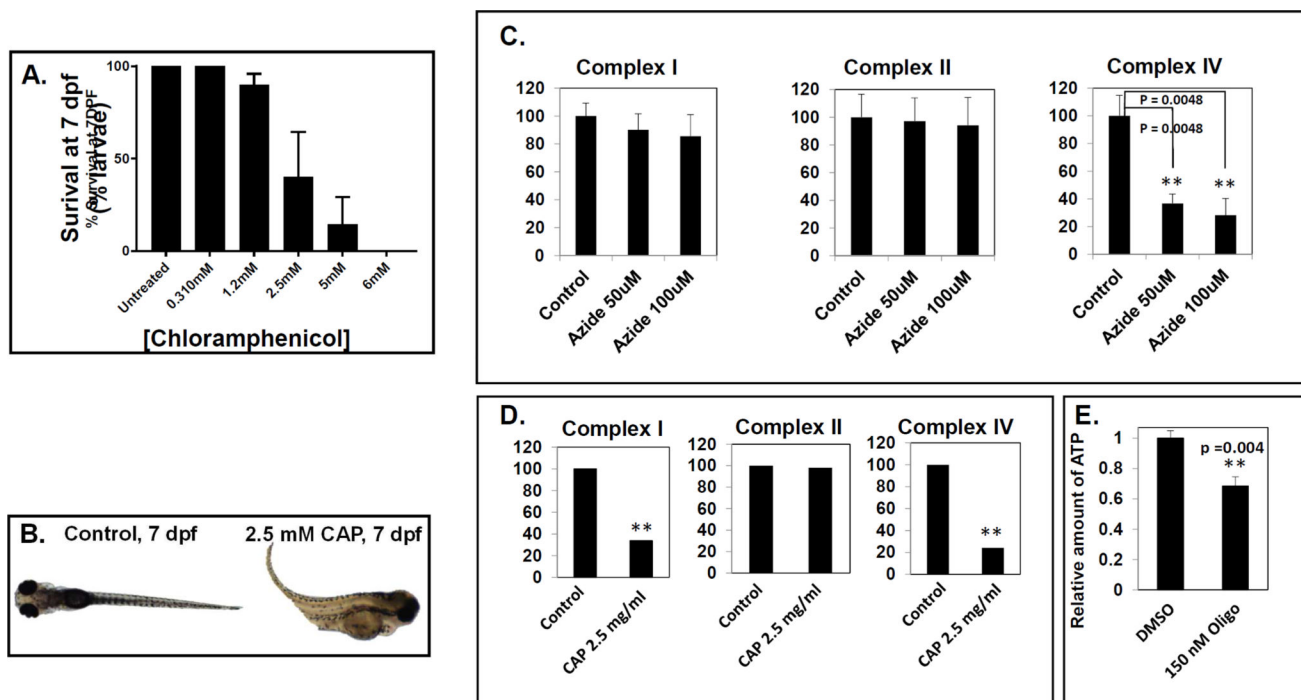 A.
Surival at 7 dpf
(% larvae)
% Survival at 7DPF
100
50
0
Untreated
0.310mM
1.2mM
2.5mM
5mM
6mM
[Chloramphenicol]
B.
Control, 7 dpf
2.5 mM CAP, 7 dpf
C.
Complex I
120
100
80
60
40
20
0
Control
Azide 50uM
Azide 100uM
Complex II
120
100
80
60
40
20
0
Control
Azide 50uM
Azide 100uM
Complex IV
120
100
80
60
40
20
0
P = 0.0048
P = 0.0048
**
**
Control
Azide 50uM
Azide 100uM
D.
Complex I
120
100
80
60
40
20
0
**
Control
CAP 2.5 mg/ml
Complex II
120
100
80
60
40
20
0
Control
CAP 2.5 mg/ml
Complex IV
120
100
80
60
40
20
0
**
Control
CAP 2.5 mg/ml
E.
Relative amount of ATP
1
0.8
0.6
0.4
0.2
0
p =0.004
**
DMSO
150 nM Oligo